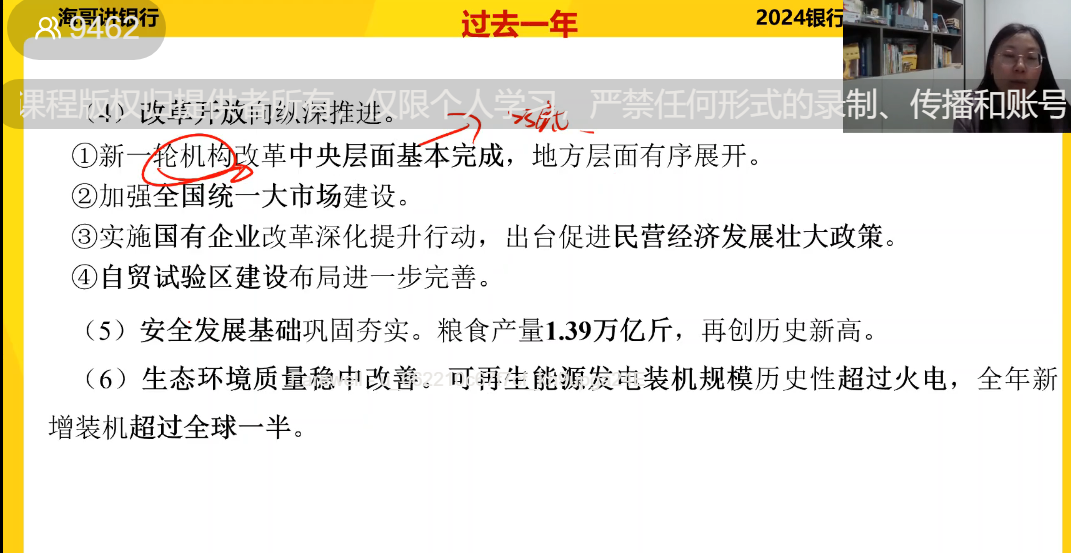 海哥讲银行
9462
过去一年
2024银行
课程版权归提供者所有，仅限个人学习，严禁任何形式的录制、传播和账号
（4）改革开放向纵深推进。
①新一轮机构改革中央层面基本完成，地方层面有序展开。
②加强全国统一大市场建设。
③实施国有企业改革深化提升行动，出台促进民营经济发展壮大政策。
④自贸试验区建设布局进一步完善。
（5）安全发展基础巩固夯实。粮食产量1.39万亿斤，再创历史新高。
（6）生态环境质量稳中改善。可再生能源发电装机规模历史性超过火电，全年新
增装机超过全球一半。